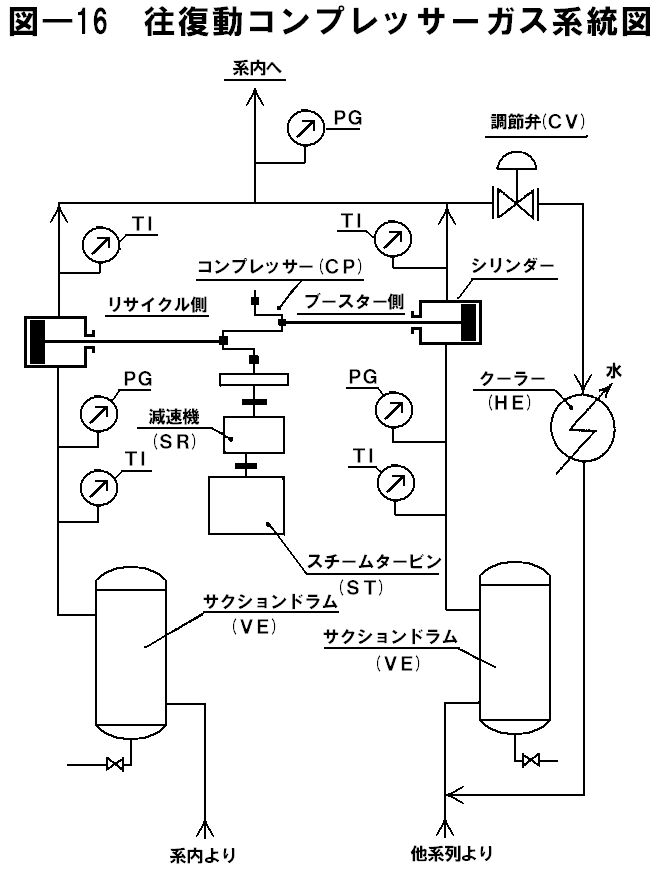 図ー16 往復動コンプレッサーガス系統図
系内へ
PG
調節弁(CV)
TI
TI
コンプレッサー(CP)
シリンダー
リサイクル側
ブースター側
PG
PG
クーラー
(HE)
水
減速機
(SR)
TI
TI
スチームタービン
(ST)
サクションドラム
(VE)
サクションドラム
(VE)
系内より
他系列より